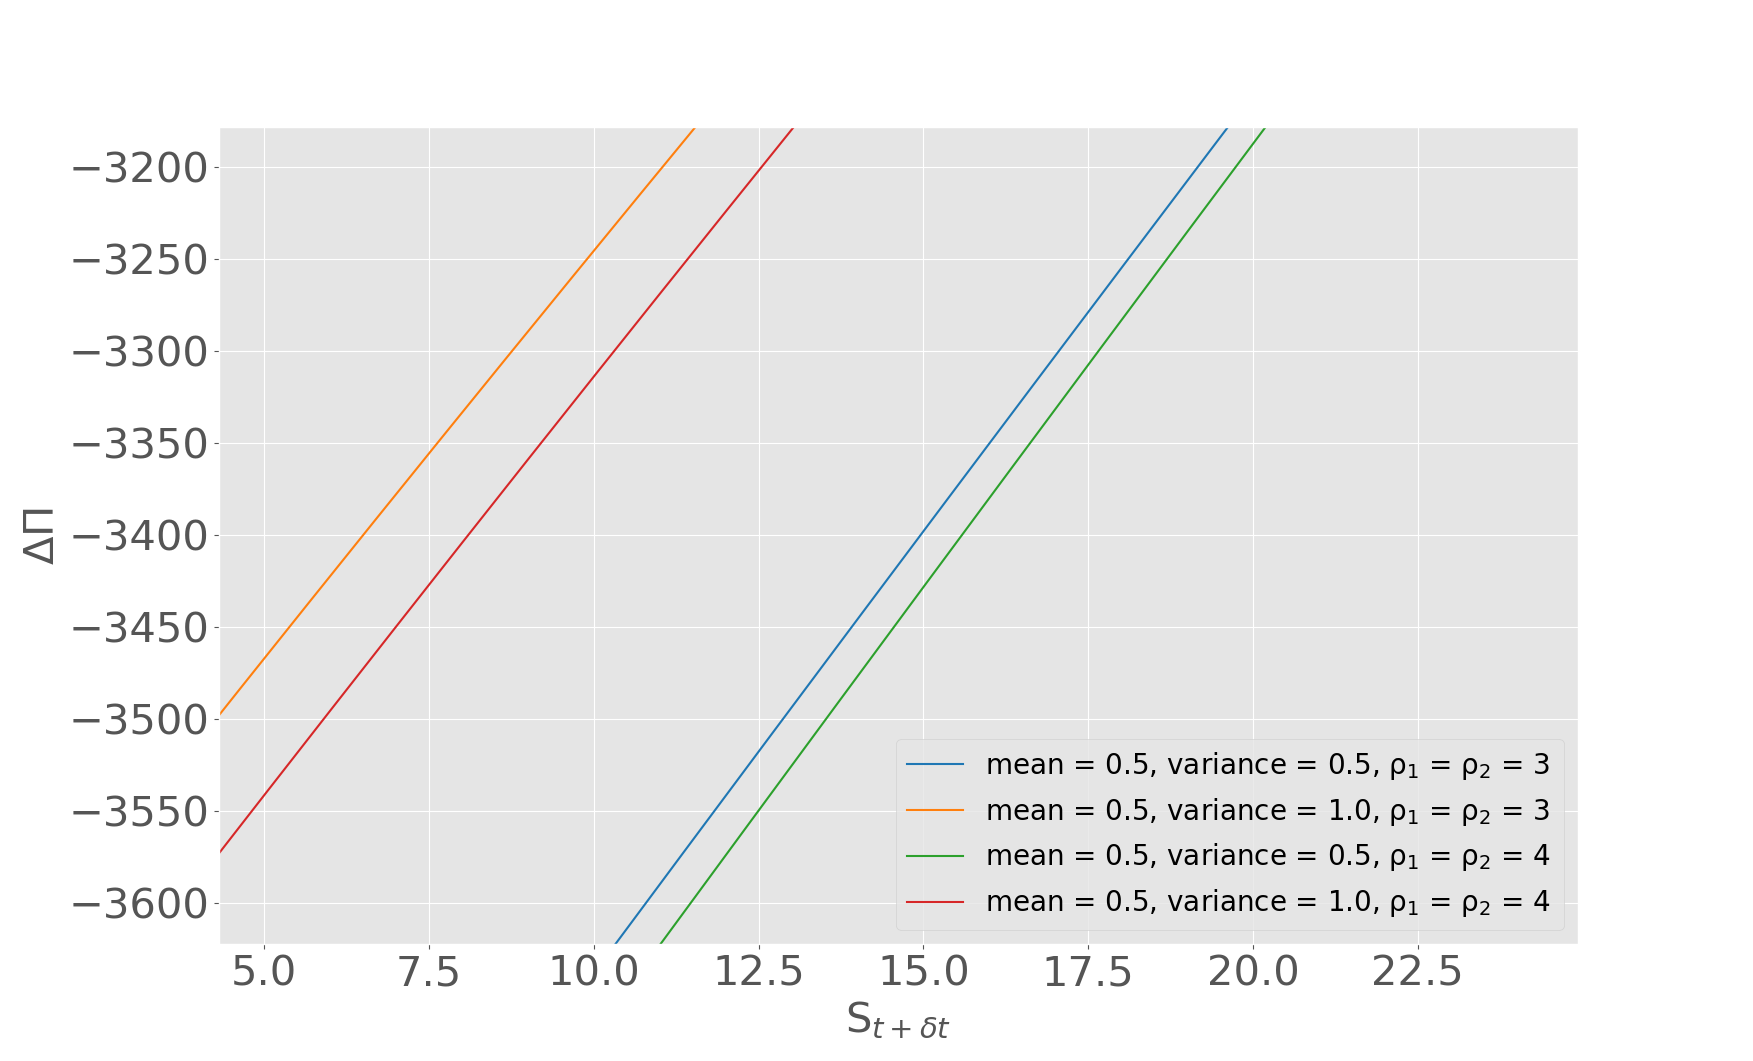 −3200
−3250
−3300
−3350
−3400
−3450
−3500
−3550
−3600
ΔΠ
5.0 7.5 10.0 12.5 15.0 17.5 20.0 22.5
S_{t + δt}
mean = 0.5, variance = 0.5, ρ₁ = ρ₂ = 3
mean = 0.5, variance = 1.0, ρ₁ = ρ₂ = 3
mean = 0.5, variance = 0.5, ρ₁ = ρ₂ = 4
mean = 0.5, variance = 1.0, ρ₁ = ρ₂ = 4